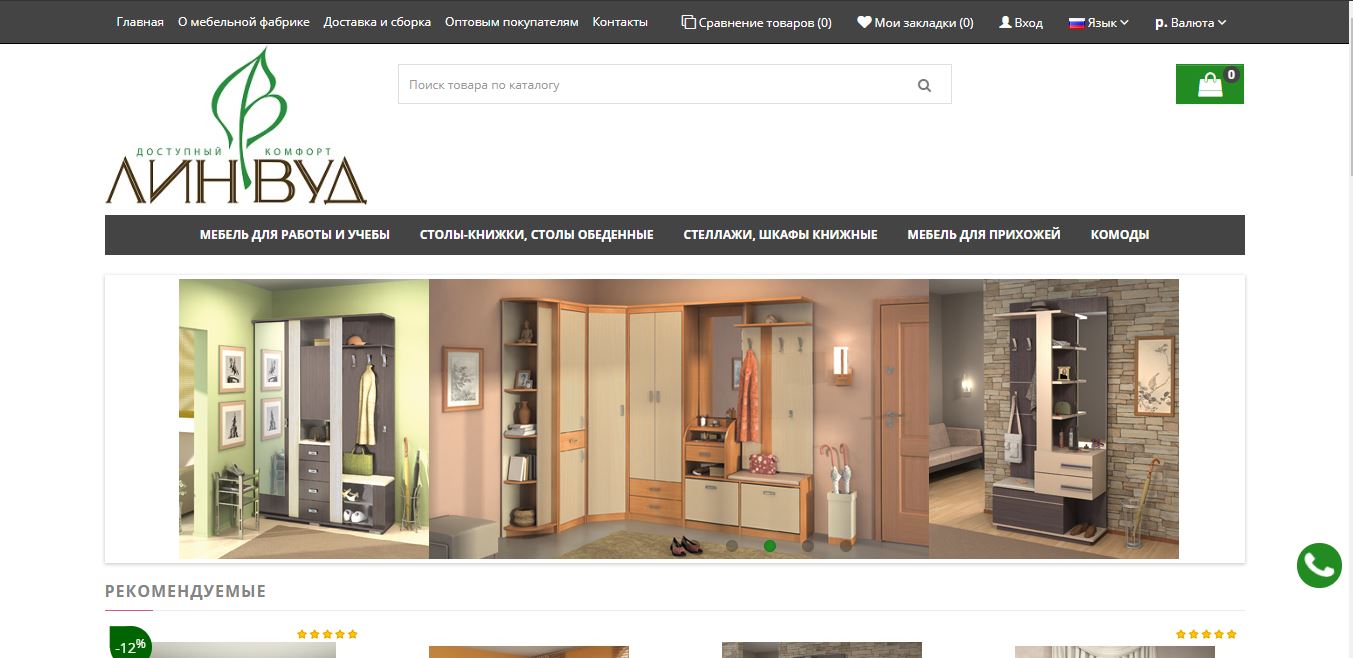 Главная О мебельной фабрике Доставка и сборка Оптовым покупателям Контакты Сравнение товаров (0) Мои закладки (0) Вход Язык р. Валюта
Поиск товара по каталогу
0
ДОСТУПНЫЙ КОМФОРТ
ЛИНВУД
МЕБЕЛЬ ДЛЯ РАБОТЫ И УЧЕБЫ СТОЛЫ-КНИЖКИ, СТОЛЫ ОБЕДЕННЫЕ СТЕЛЛАЖИ, ШКАФЫ КНИЖНЫЕ МЕБЕЛЬ ДЛЯ ПРИХОЖЕЙ КОМОДЫ
РЕКОМЕНДУЕМЫЕ
-12%